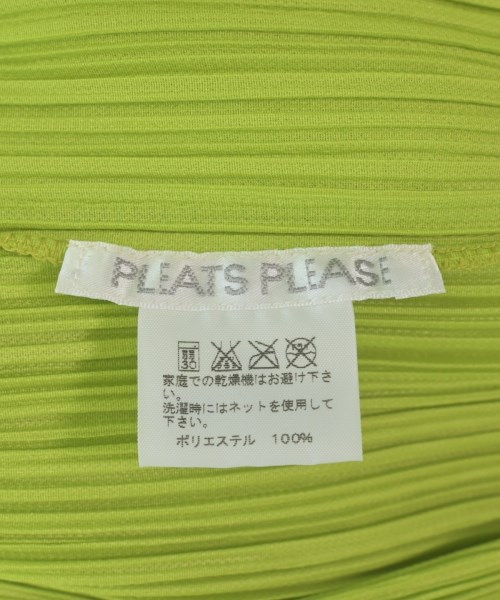 PLEATS PLEASE
弱
30
家庭での乾燥機はお避け下さ
い。
洗濯時にはネットを使用して
下さい。
ポリエステル 100%